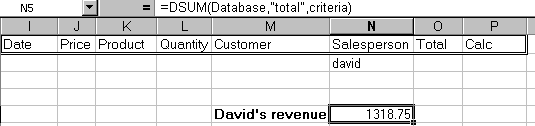 N5 = =DSUM(Database,"total",criteria)
I J K L M N O P
Date Price Product Quantity Customer Salesperson Total Calc
david
David's revenue 1318.75